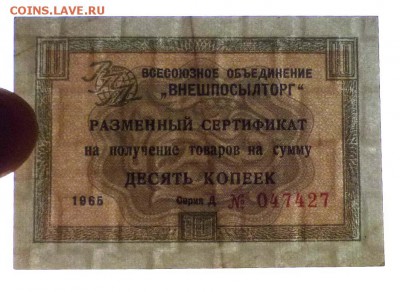 COINS.LAVE.RU
ВСЕСОЮЗНОЕ ОБЪЕДИНЕНИЕ
„ВНЕШПОСЫЛТОРГ"
РАЗМЕННЫЙ СЕРТИФИКАТ
на получение товаров на сумму
ДЕСЯТЬ КОПЕЕК
1965
Серия Д № 047427